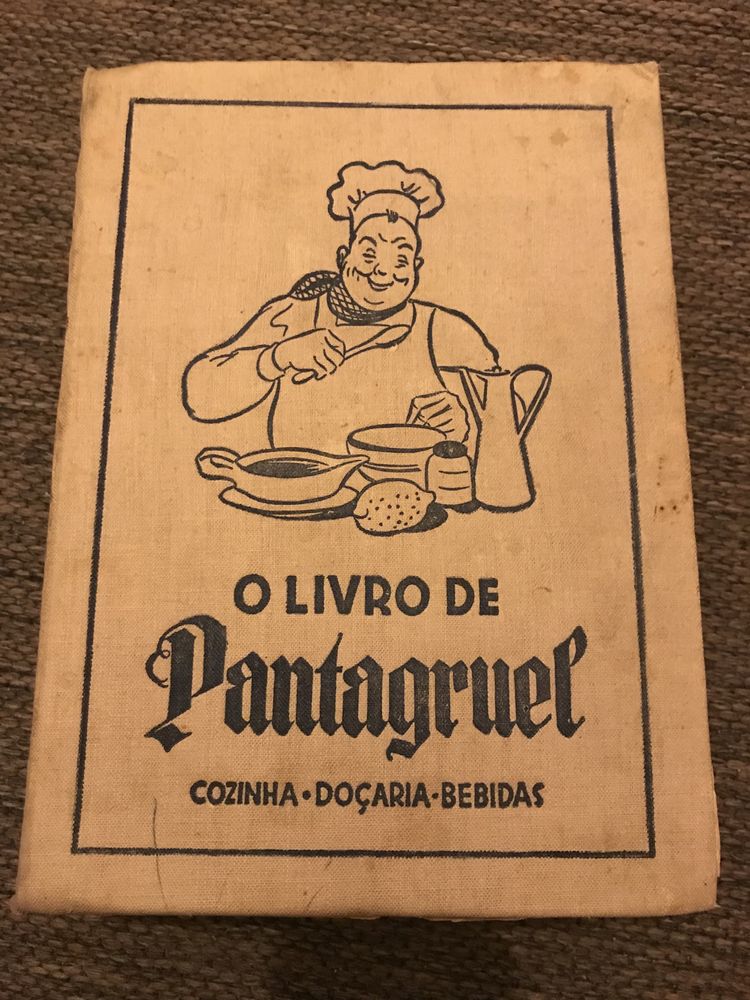 O LIVRO DE
Pantagruel
COZINHA • DOÇARIA • BEBIDAS